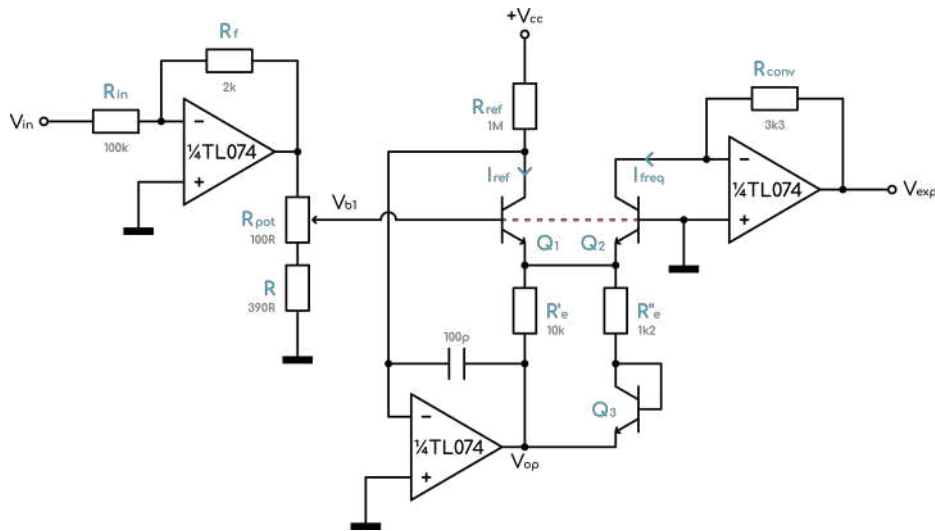 +Vcc
Rf
2k
Rconv
3k3
Rin
100k
Vin
Rref
1M
−
+
¼TL074
Iref
Ifreq
−
+
¼TL074
Vexp
Vb1
Rpot
100R
Q1
Q2
R
390R
R'e
10k
R"e
1k2
100p
−
+
¼TL074
Q3
Vop